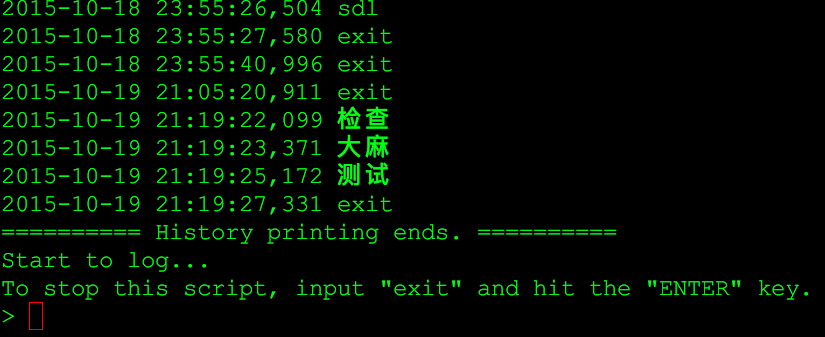 2015-10-18 23:55:26,504 sdl
2015-10-18 23:55:27,580 exit
2015-10-18 23:55:40,996 exit
2015-10-19 21:05:20,911 exit
2015-10-19 21:19:22,099 检查
2015-10-19 21:19:23,371 大麻
2015-10-19 21:19:25,172 测试
2015-10-19 21:19:27,331 exit
========== History printing ends. ==========
Start to log...
To stop this script, input "exit" and hit the "ENTER" key.
>